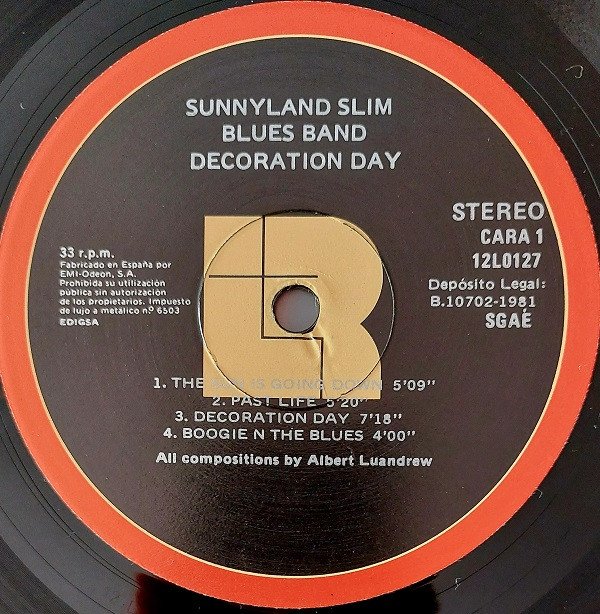 SUNNYLAND SLIM
BLUES BAND
DECORATION DAY
STEREO
CARA 1
12L0127
Depósito Legal:
B.10702-1981
SGAÉ
33 r.p.m.
Fabricado en España por
EMI-Odeon, S.A.
Prohibida su utilización
pública sin autorización
de los propietarios. Impuesto
de lujo a metálico nº 6503
EDIGSA
1. THE SUN IS GOING DOWN 5'09"
2. PAST LIFE 5'20"
3. DECORATION DAY 7'18"
4. BOOGIE N THE BLUES 4'00"
All compositions by Albert Luandrew